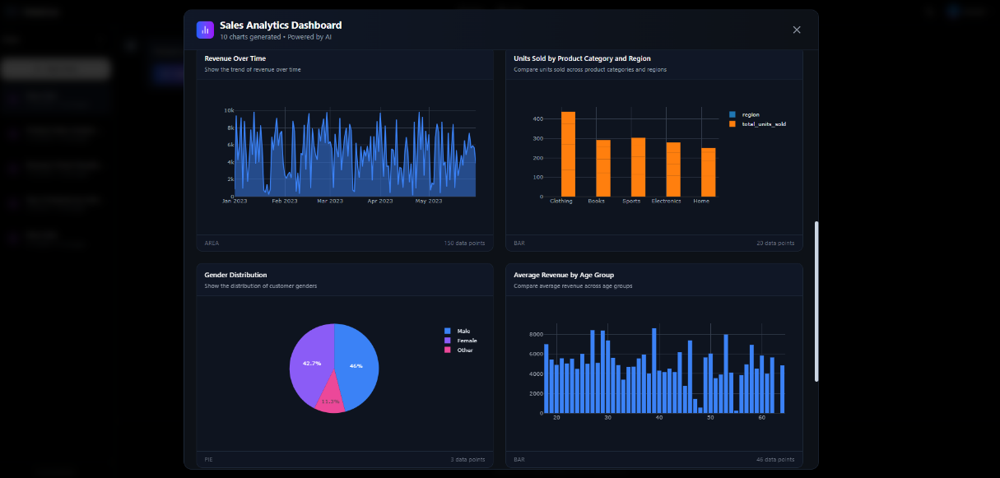 Sales Analytics Dashboard
10 charts generated • Powered by AI
Revenue Over Time
Show the trend of revenue over time
10k
8k
6k
4k
2k
0
Jan 2023 Feb 2023 Mar 2023 Apr 2023 May 2023
AREA 150 data points
Units Sold by Product Category and Region
Compare units sold across product categories and regions
400
300
200
100
0
Clothing Books Sports Electronics Home
region
total_units_sold
BAR 20 data points
Gender Distribution
Show the distribution of customer genders
42.7%
46%
11.3%
Male
Female
Other
PIE 3 data points
Average Revenue by Age Group
Compare average revenue across age groups
8000
6000
4000
2000
0
20 30 40 50 60
BAR 46 data points